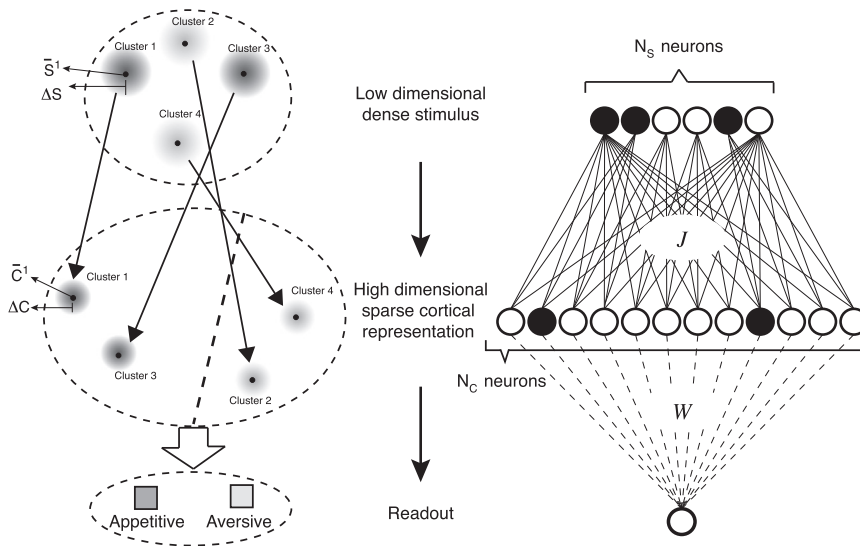 Cluster 2
Cluster 1
Cluster 3
S̄¹
ΔS
Cluster 4
C̄¹
Cluster 1
ΔC
Cluster 4
Cluster 3
Cluster 2
Appetitive
Aversive
Low dimensional
dense stimulus
High dimensional
sparse cortical
representation
Readout
N_S neurons
J
N_C neurons
W